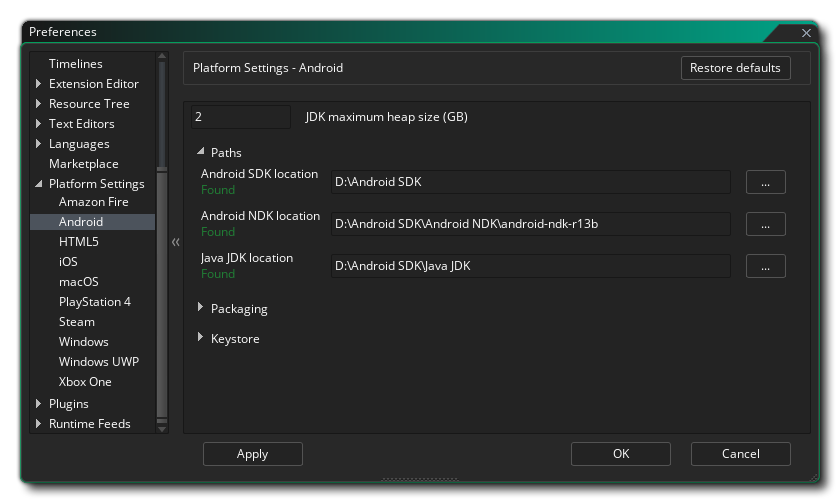 Preferences
Timelines
Extension Editor
Resource Tree
Text Editors
Languages
Marketplace
Platform Settings
Amazon Fire
Android
HTML5
iOS
macOS
PlayStation 4
Steam
Windows
Windows UWP
Xbox One
Plugins
Runtime Feeds
Platform Settings - Android
Restore defaults
2 JDK maximum heap size (GB)
Paths
Android SDK location
Found
D:\Android SDK
...
Android NDK location
Found
D:\Android SDK\Android NDK\android-ndk-r13b
...
Java JDK location
Found
D:\Android SDK\Java JDK
...
Packaging
Keystore
Apply
OK
Cancel